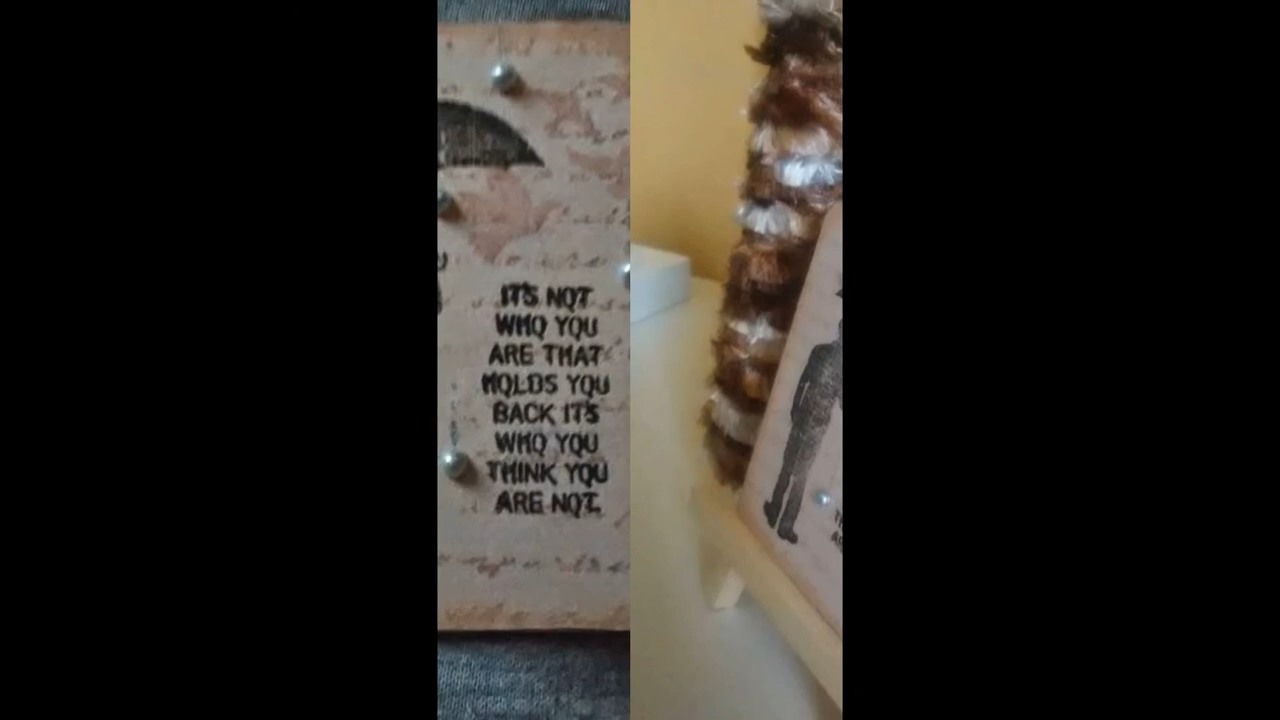 IT'S NOT
WHO YOU
ARE THAT
HOLDS YOU
BACK IT'S
WHO YOU
THINK YOU
ARE NOT.